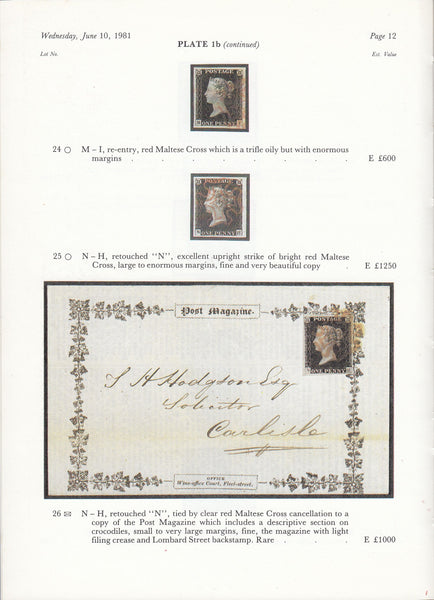 Wednesday, June 10, 1981
Page 12
PLATE 1b (continued)
Lot No.
Est. Value
POSTAGE
ONE PENNY
24 ○ M – I, re-entry, red Maltese Cross which is a trifle oily but with enormous
margins . . . . . . . . E £600
POSTAGE
ONE PENNY
25 ○ N – H, retouched "N", excellent upright strike of bright red Maltese
Cross, large to enormous margins, fine and very beautiful copy . E £1250
Post Magazine.
POSTAGE
ONE PENNY
S H Hodgson Esq
Solicitor
Carlisle
OFFICE
Wine-office Court, Fleet-street.
26 ✉ N – H, retouched "N", tied by clear red Maltese Cross cancellation to a
copy of the Post Magazine which includes a descriptive section on
crocodiles, small to very large margins, fine, the magazine with light
filing crease and Lombard Street backstamp. Rare . . . E £1000